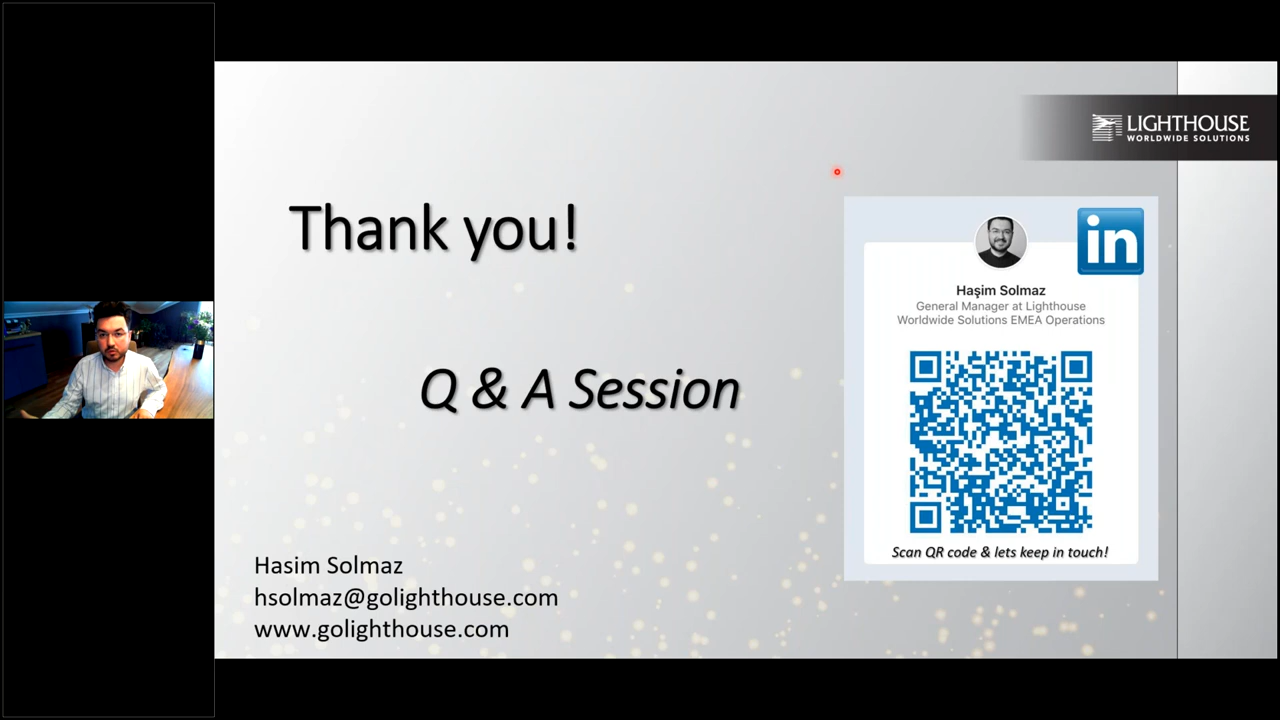 LIGHTHOUSE
WORLDWIDE SOLUTIONS
Thank you!
Q & A Session
in
Haşim Solmaz
General Manager at Lighthouse
Worldwide Solutions EMEA Operations
Scan QR code & lets keep in touch!
Hasim Solmaz
hsolmaz@golighthouse.com
www.golighthouse.com